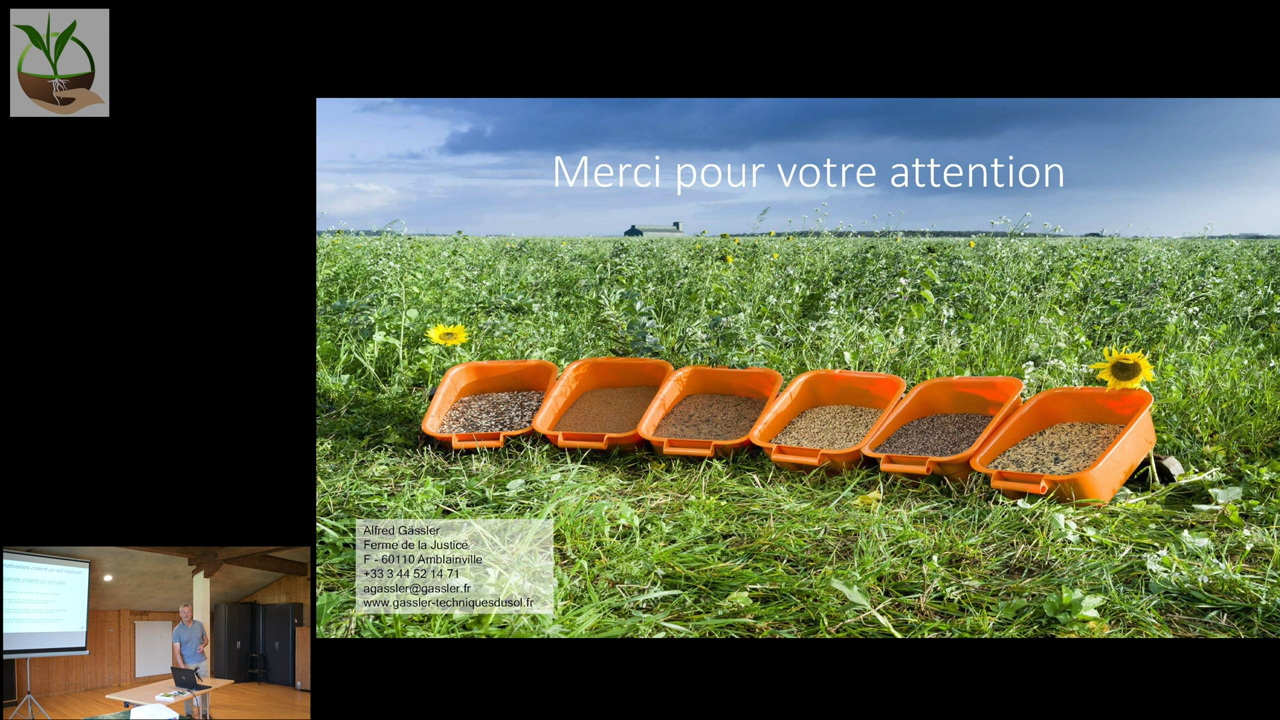 Merci pour votre attention
Alfred Gässler
Ferme de la Justice
F - 60110 Amblainville
+33 3 44 52 14 71
agassler@gassler.fr
www.gassler-techniquesdusol.fr